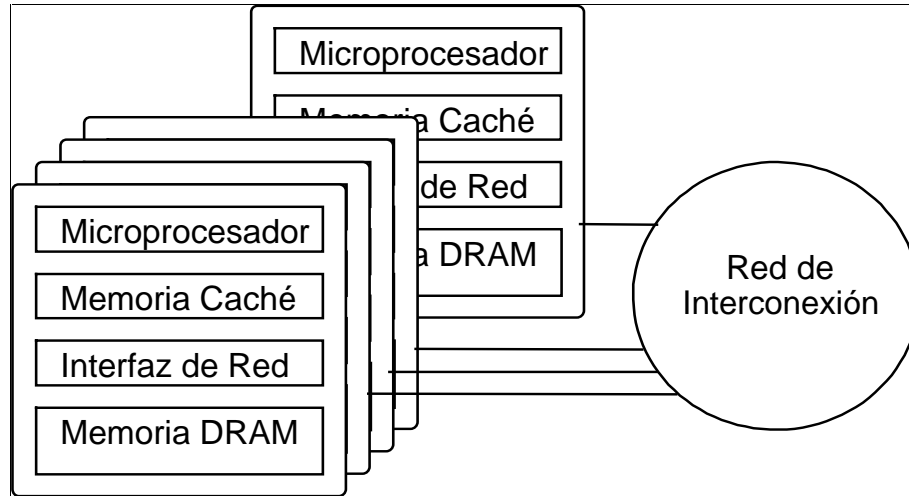 Microprocesador
Memoria Caché
de Red
DRAM
Microprocesador
Memoria Caché
Interfaz de Red
Memoria DRAM
Red de
Interconexión